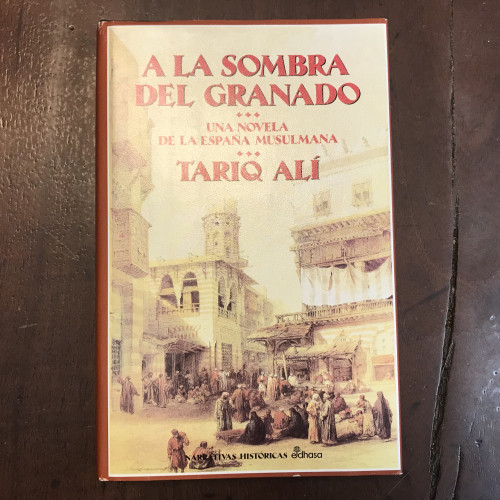 A LA SOMBRA
DEL GRANADO
UNA NOVELA
DE LA ESPAÑA MUSULMANA
TARIQ ALÍ
NARRATIVAS HISTÓRICAS edhasa